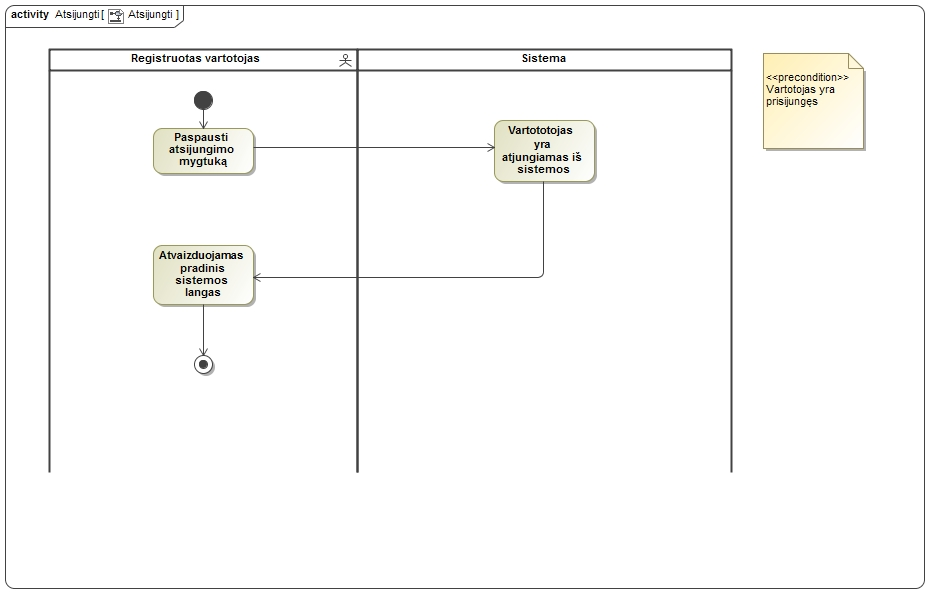 activity Atsijungti[ Atsijungti ]
Registruotas vartotojas
Sistema
<<precondition>>
Vartotojas yra
prisijungęs
Paspausti
atsijungimo
mygtuką
Vartototojas
yra
atjungiamas iš
sistemos
Atvaizduojamas
pradinis
sistemos
langas